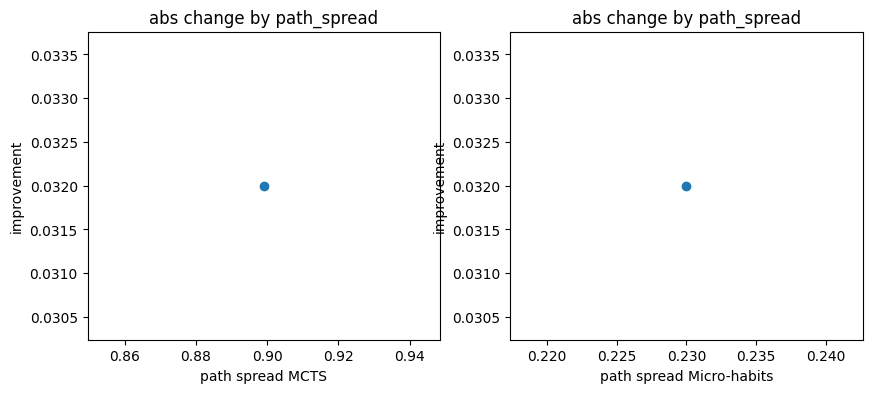 abs change by path_spread
improvement
0.0335
0.0330
0.0325
0.0320
0.0315
0.0310
0.0305
0.86 0.88 0.90 0.92 0.94
path spread MCTS
abs change by path_spread
improvement
0.0335
0.0330
0.0325
0.0320
0.0315
0.0310
0.0305
0.220 0.225 0.230 0.235 0.240
path spread Micro-habits